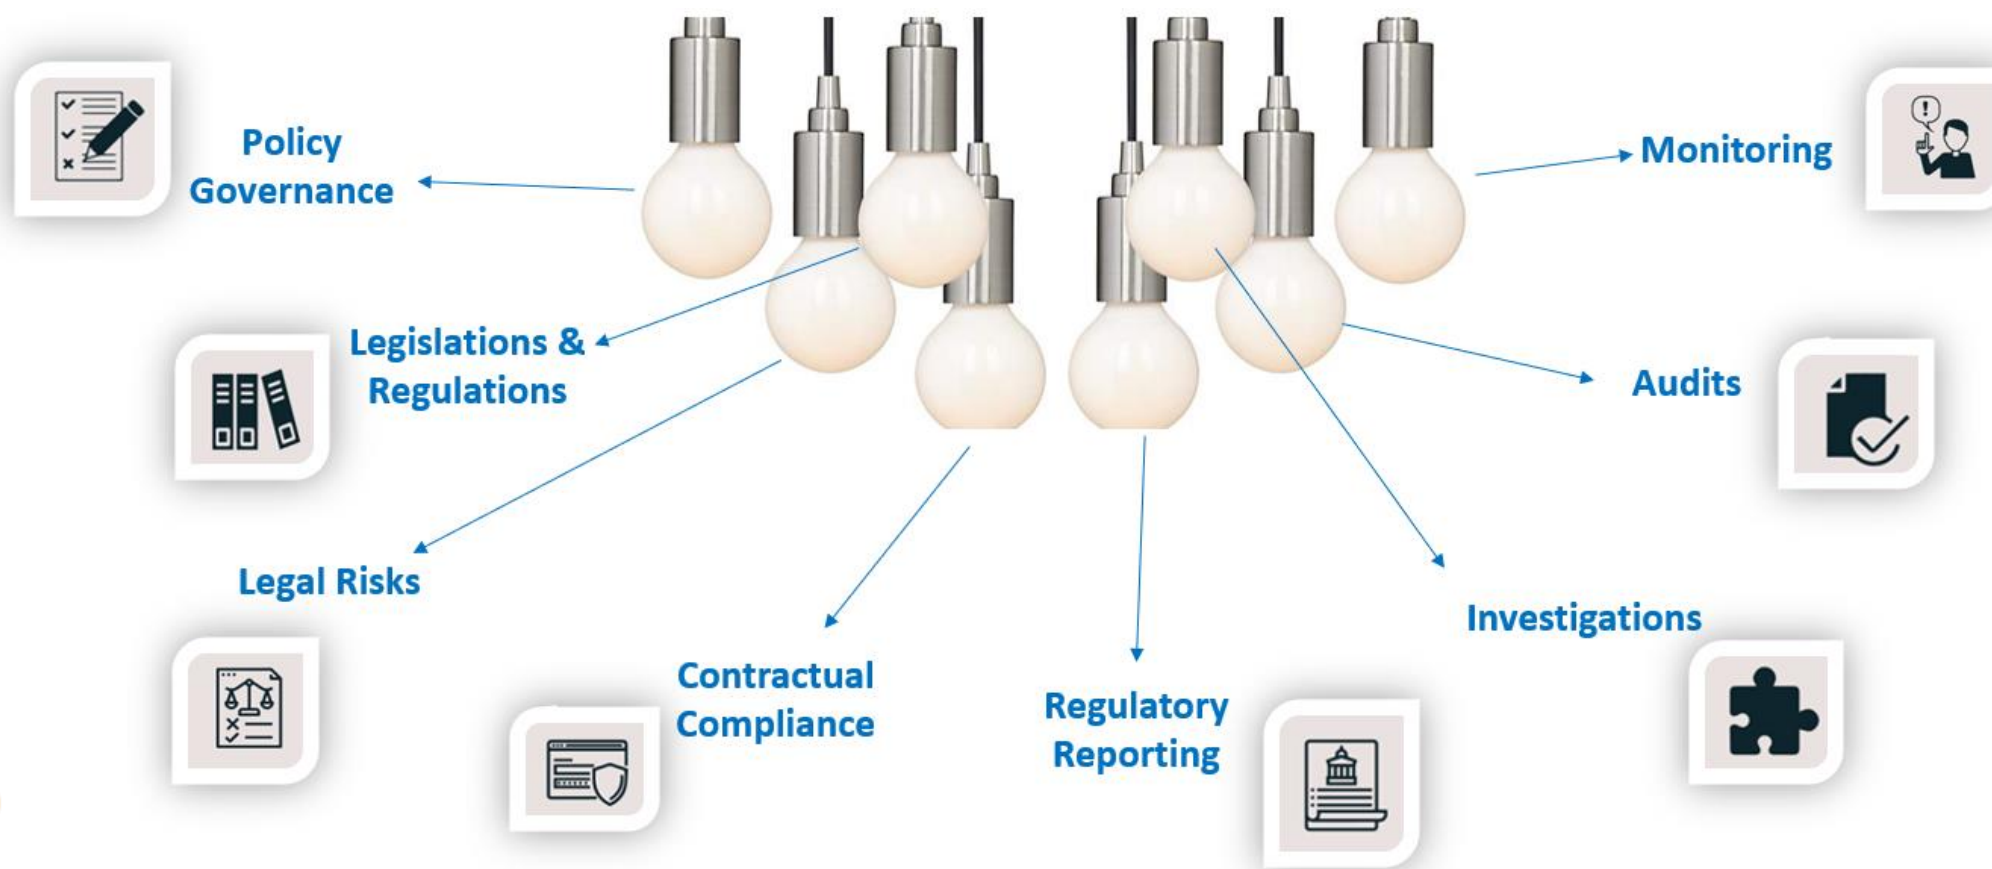 Policy
Governance
Monitoring
Legislations &
Regulations
Audits
Legal Risks
Investigations
Contractual
Compliance
Regulatory
Reporting